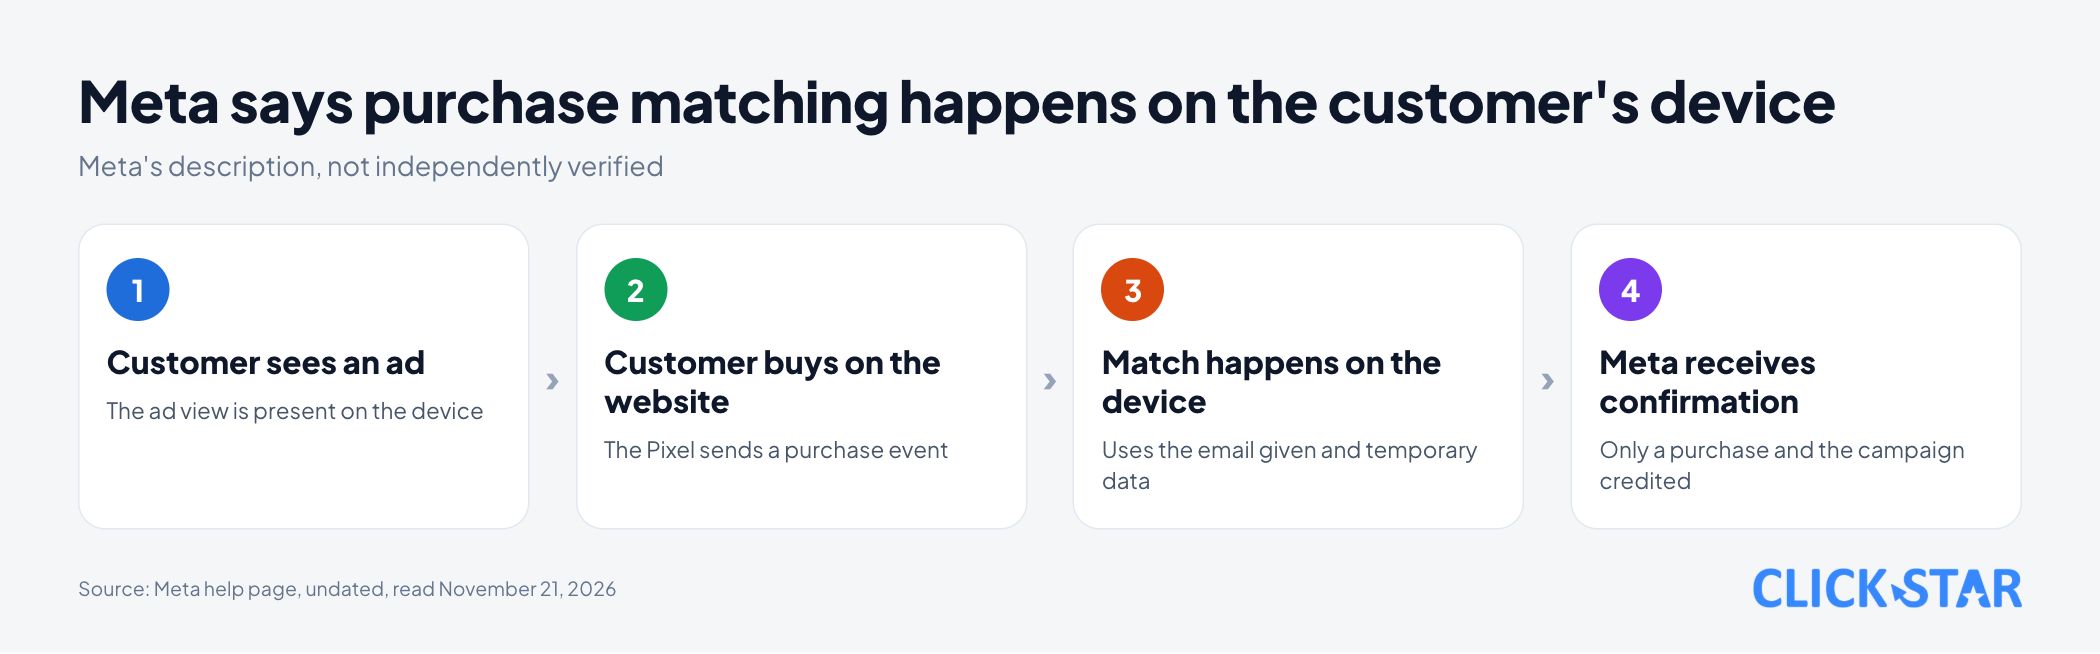 Meta says purchase matching happens on the customer's device
Meta's description, not independently verified
1
Customer sees an ad
The ad view is present on the device
›
2
Customer buys on the
website
The Pixel sends a purchase event
›
3
Match happens on the
device
Uses the email given and temporary
data
›
4
Meta receives
confirmation
Only a purchase and the campaign
credited
Source: Meta help page, undated, read November 21, 2026
CLICK STAR